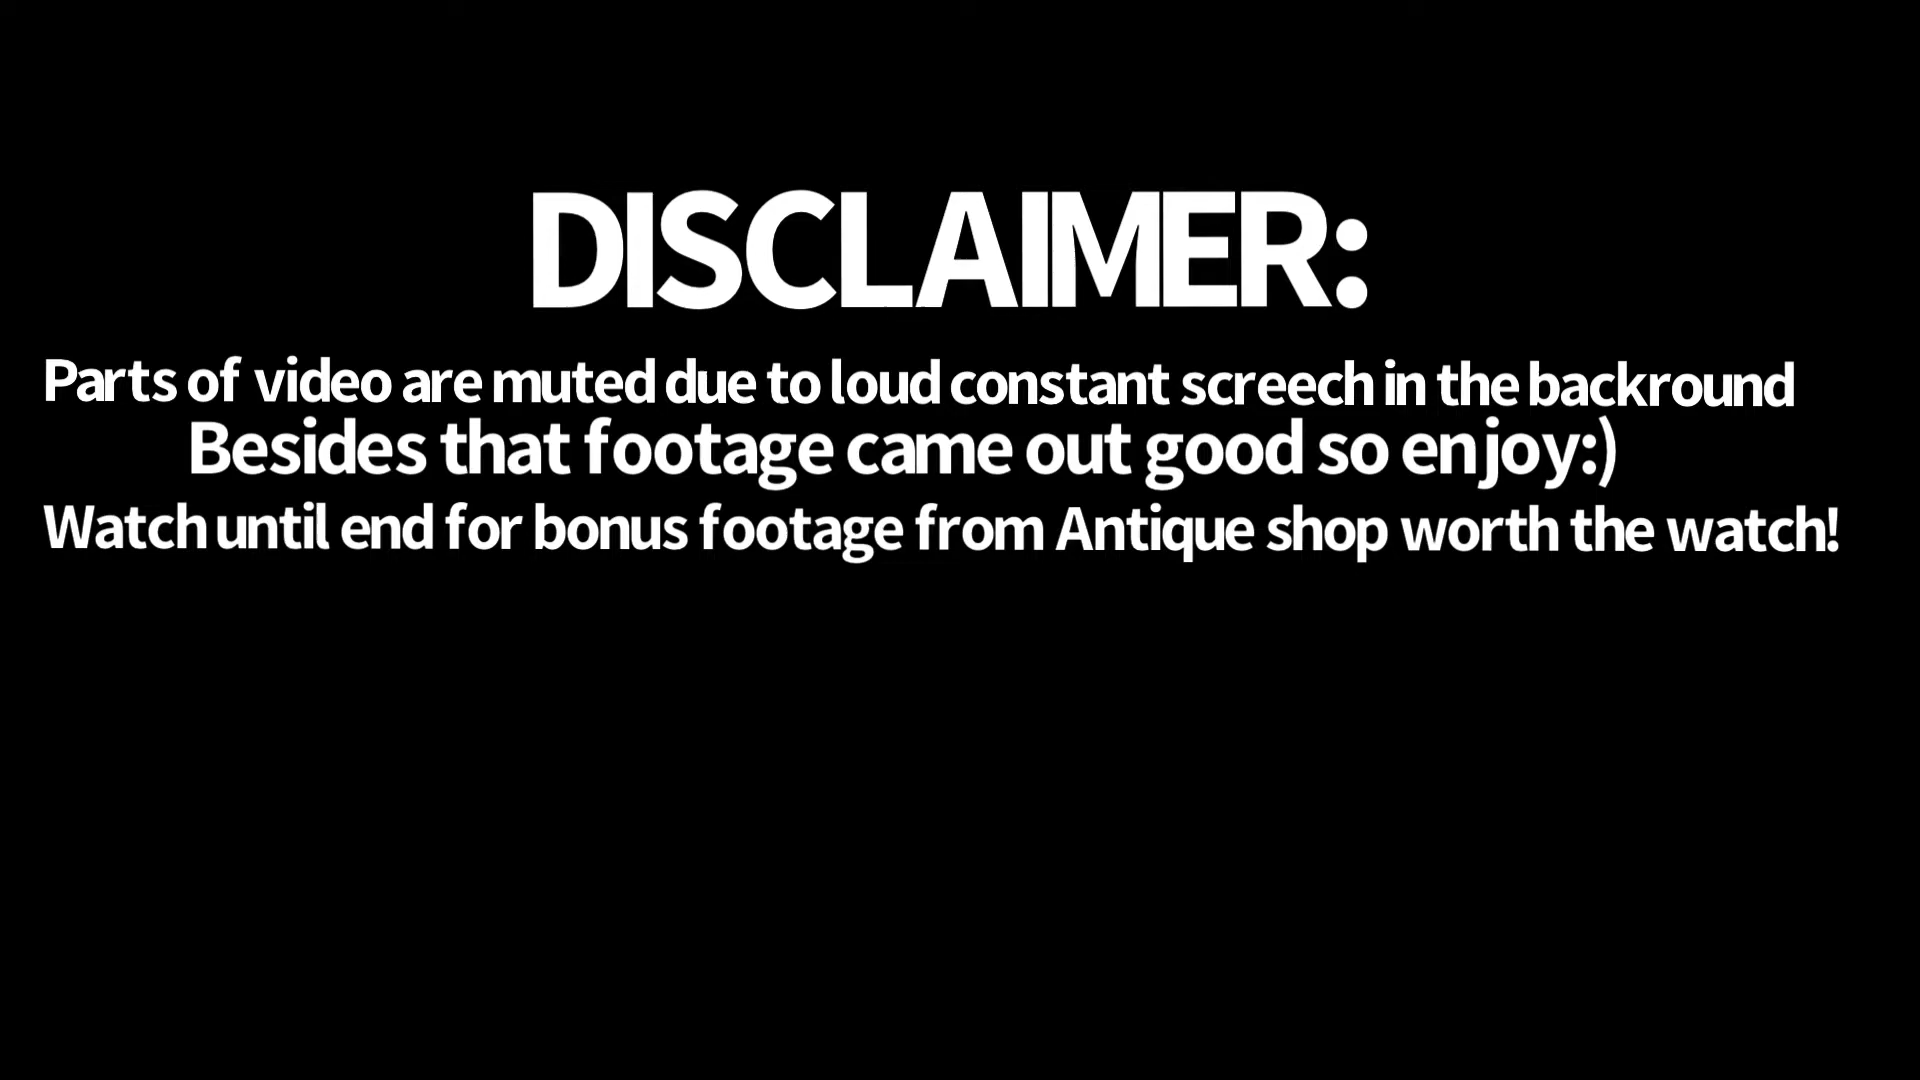 DISCLAIMER:
Parts of video are muted due to loud constant screech in the backround
Besides that footage came out good so enjoy:)
Watch until end for bonus footage from Antique shop worth the watch!